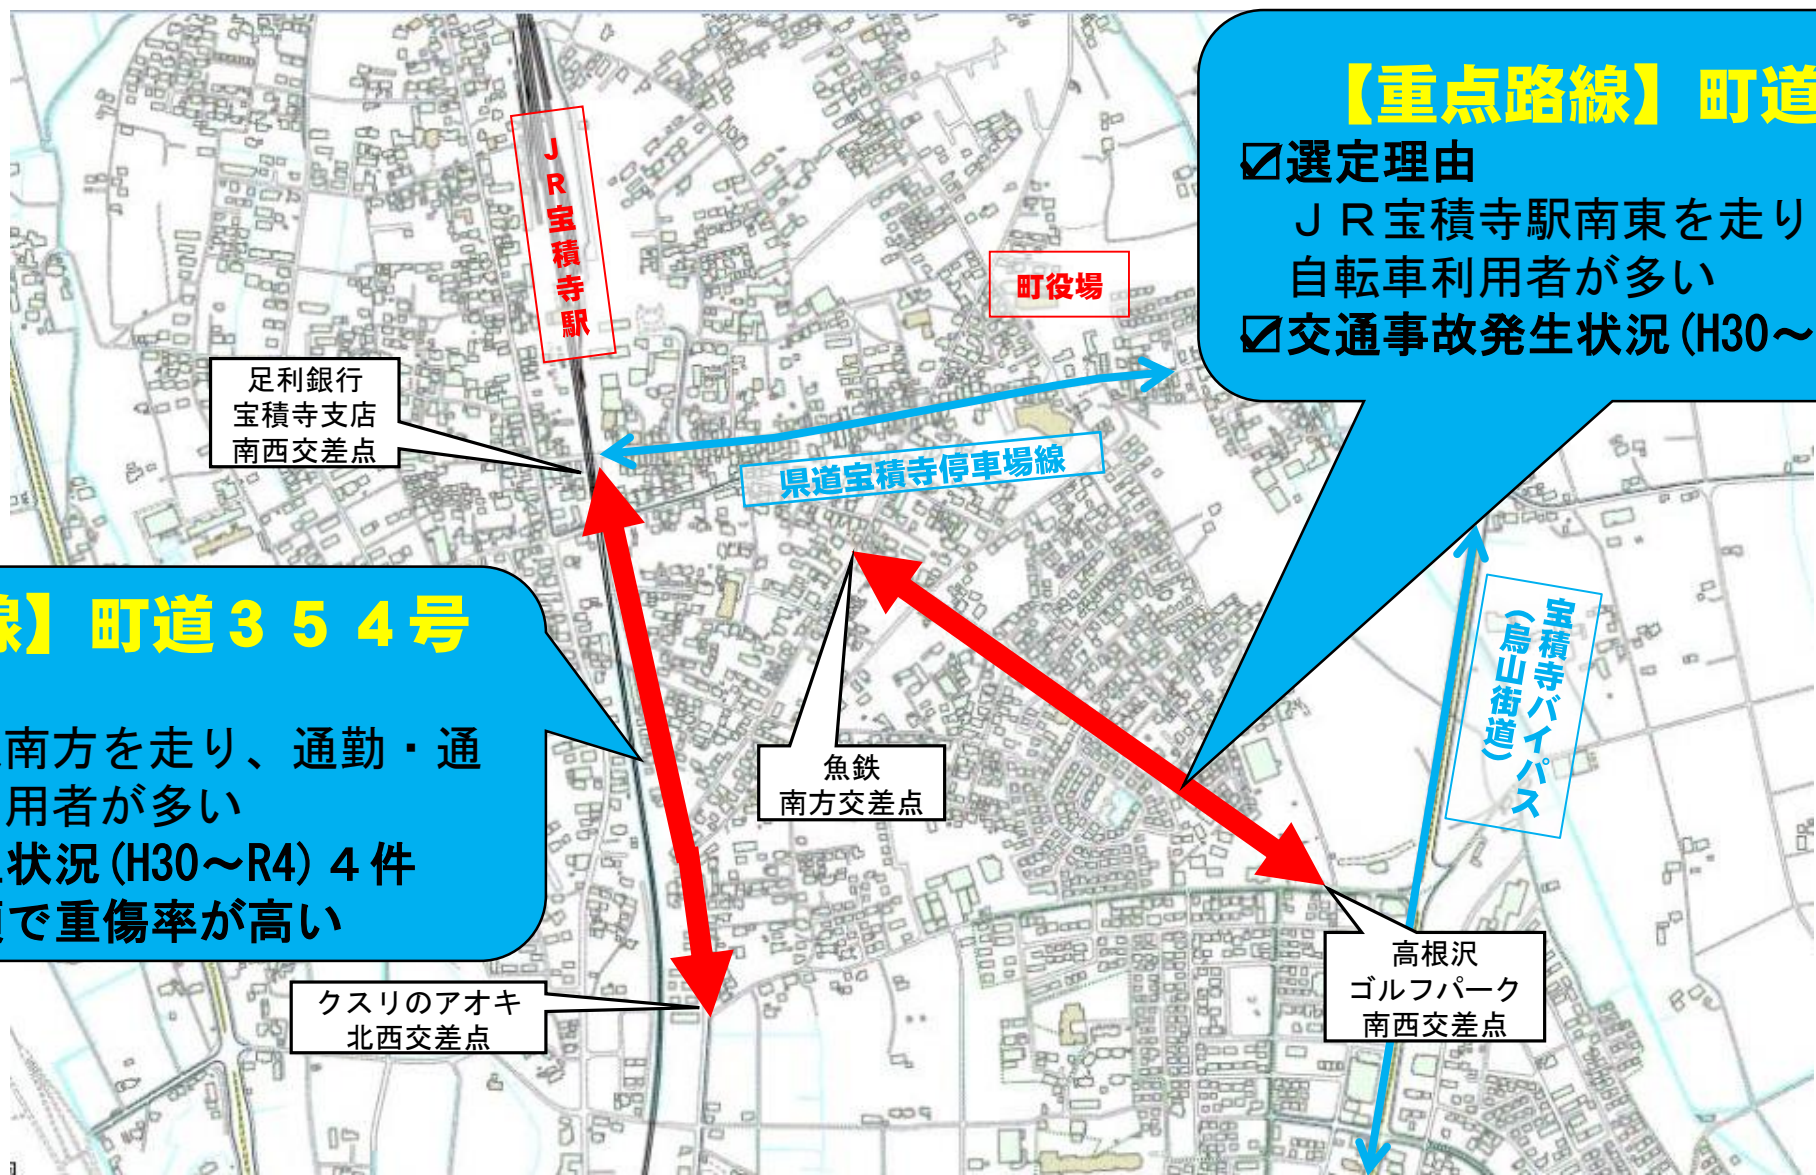 【重点路線】町道
☑選定理由
ＪＲ宝積寺駅南東を走り
自転車利用者が多い
☑交通事故発生状況(H30～
ＪＲ宝積寺駅
町役場
足利銀行
宝積寺支店
南西交差点
県道宝積寺停車場線
線】町道３５４号
南方を走り、通勤・通
用者が多い
状況(H30～R4)４件
で重傷率が高い
宝積寺バイパス
（烏山街道）
魚鉄
南方交差点
高根沢
ゴルフパーク
南西交差点
クスリのアオキ
北西交差点